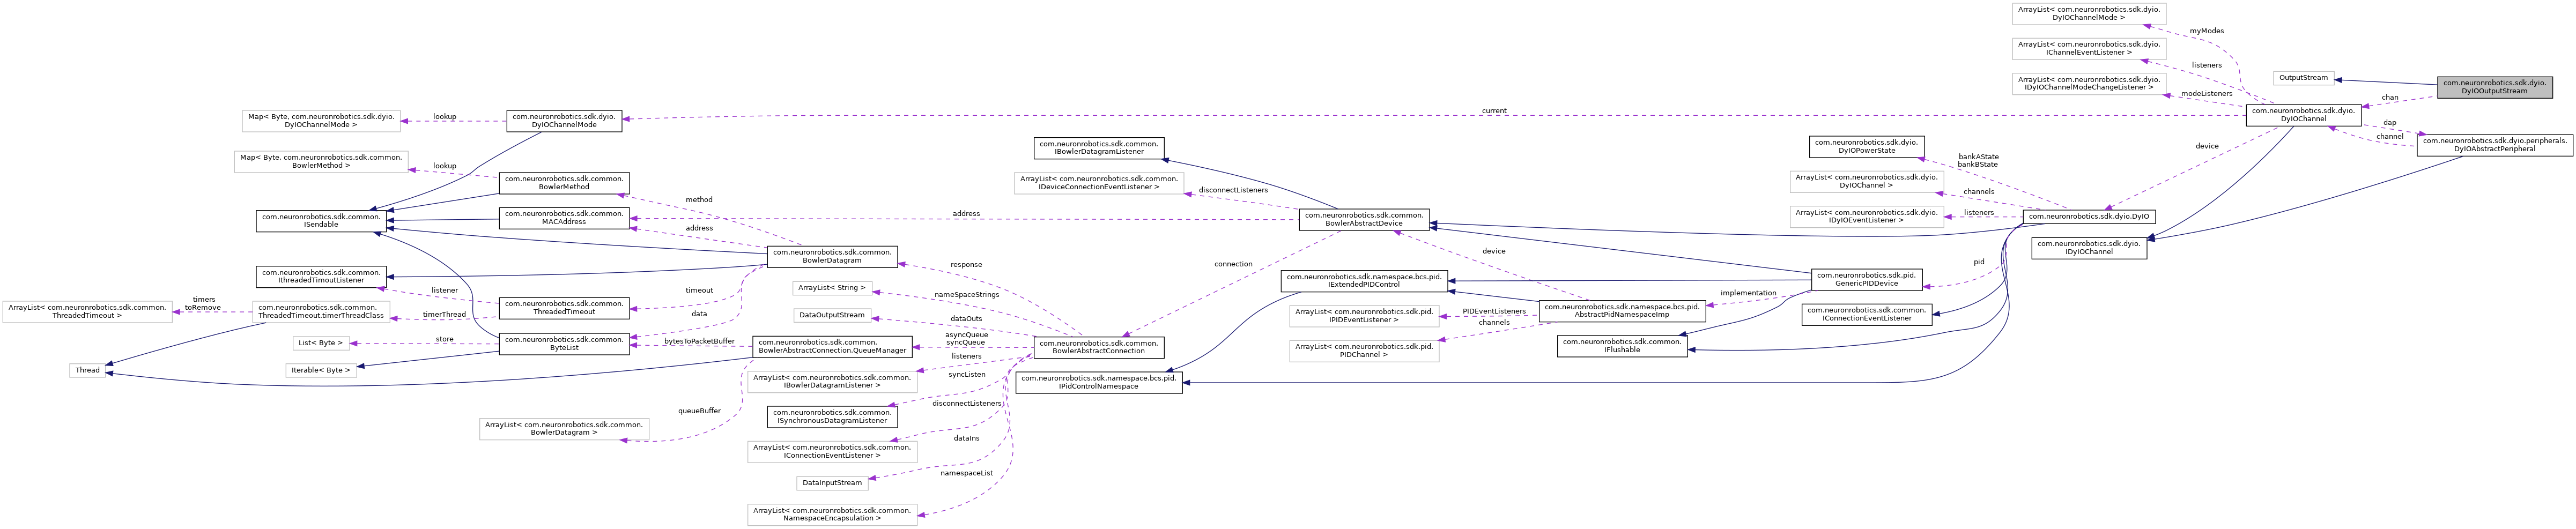 ArrayList< com.neuronrobotics.sdk.dyio.
DyIOChannelMode >
myModes
ArrayList< com.neuronrobotics.sdk.dyio.
IChannelEventListener >
listeners
ArrayList< com.neuronrobotics.sdk.dyio.
IDyIOChannelModeChangeListener >
modeListeners
OutputStream
com.neuronrobotics.sdk.dyio.
DyIOOutputStream
chan
com.neuronrobotics.sdk.dyio.
DyIOChannel
dap
channel
com.neuronrobotics.sdk.dyio.peripherals.
DyIOAbstractPeripheral
current
device
Map< Byte, com.neuronrobotics.sdk.dyio.
DyIOChannelMode >
lookup
com.neuronrobotics.sdk.dyio.
DyIOChannelMode
Map< Byte, com.neuronrobotics.sdk.common.
BowlerMethod >
lookup
com.neuronrobotics.sdk.common.
BowlerMethod
method
com.neuronrobotics.sdk.common.
ISendable
com.neuronrobotics.sdk.common.
MACAddress
address
address
com.neuronrobotics.sdk.common.
BowlerDatagram
com.neuronrobotics.sdk.common.
IthreadedTimoutListener
listener
com.neuronrobotics.sdk.common.
ThreadedTimeout
timeout
data
ArrayList< com.neuronrobotics.sdk.common.
ThreadedTimeout >
timers
toRemove
com.neuronrobotics.sdk.common.
ThreadedTimeout.timerThreadClass
timerThread
List< Byte >
store
com.neuronrobotics.sdk.common.
ByteList
bytesToPacketBuffer
Thread
Iterable< Byte >
queueBuffer
ArrayList< com.neuronrobotics.sdk.common.
BowlerDatagram >
com.neuronrobotics.sdk.common.
BowlerAbstractConnection.QueueManager
response
ArrayList< String >
nameSpaceStrings
DataOutputStream
dataOuts
asyncQueue
syncQueue
listeners
ArrayList< com.neuronrobotics.sdk.common.
IBowlerDatagramListener >
syncListen
com.neuronrobotics.sdk.common.
ISynchronousDatagramListener
disconnectListeners
ArrayList< com.neuronrobotics.sdk.common.
IConnectionEventListener >
dataIns
DataInputStream
namespaceList
ArrayList< com.neuronrobotics.sdk.common.
NamespaceEncapsulation >
com.neuronrobotics.sdk.common.
BowlerAbstractConnection
connection
com.neuronrobotics.sdk.common.
IBowlerDatagramListener
ArrayList< com.neuronrobotics.sdk.common.
IDeviceConnectionEventListener >
disconnectListeners
com.neuronrobotics.sdk.common.
BowlerAbstractDevice
device
com.neuronrobotics.sdk.namespace.bcs.pid.
IExtendedPIDControl
com.neuronrobotics.sdk.namespace.bcs.pid.
IPidControlNamespace
ArrayList< com.neuronrobotics.sdk.pid.
IPIDEventListener >
PIDEventListeners
channels
ArrayList< com.neuronrobotics.sdk.pid.
PIDChannel >
com.neuronrobotics.sdk.namespace.bcs.pid.
AbstractPidNamespaceImp
implementation
com.neuronrobotics.sdk.pid.
GenericPIDDevice
pid
com.neuronrobotics.sdk.common.
IConnectionEventListener
com.neuronrobotics.sdk.common.
IFlushable
com.neuronrobotics.sdk.dyio.
DyIOPowerState
bankAState
bankBState
ArrayList< com.neuronrobotics.sdk.dyio.
DyIOChannel >
channels
ArrayList< com.neuronrobotics.sdk.dyio.
IDyIOEventListener >
listeners
com.neuronrobotics.sdk.dyio.DyIO
com.neuronrobotics.sdk.dyio.
IDyIOChannel